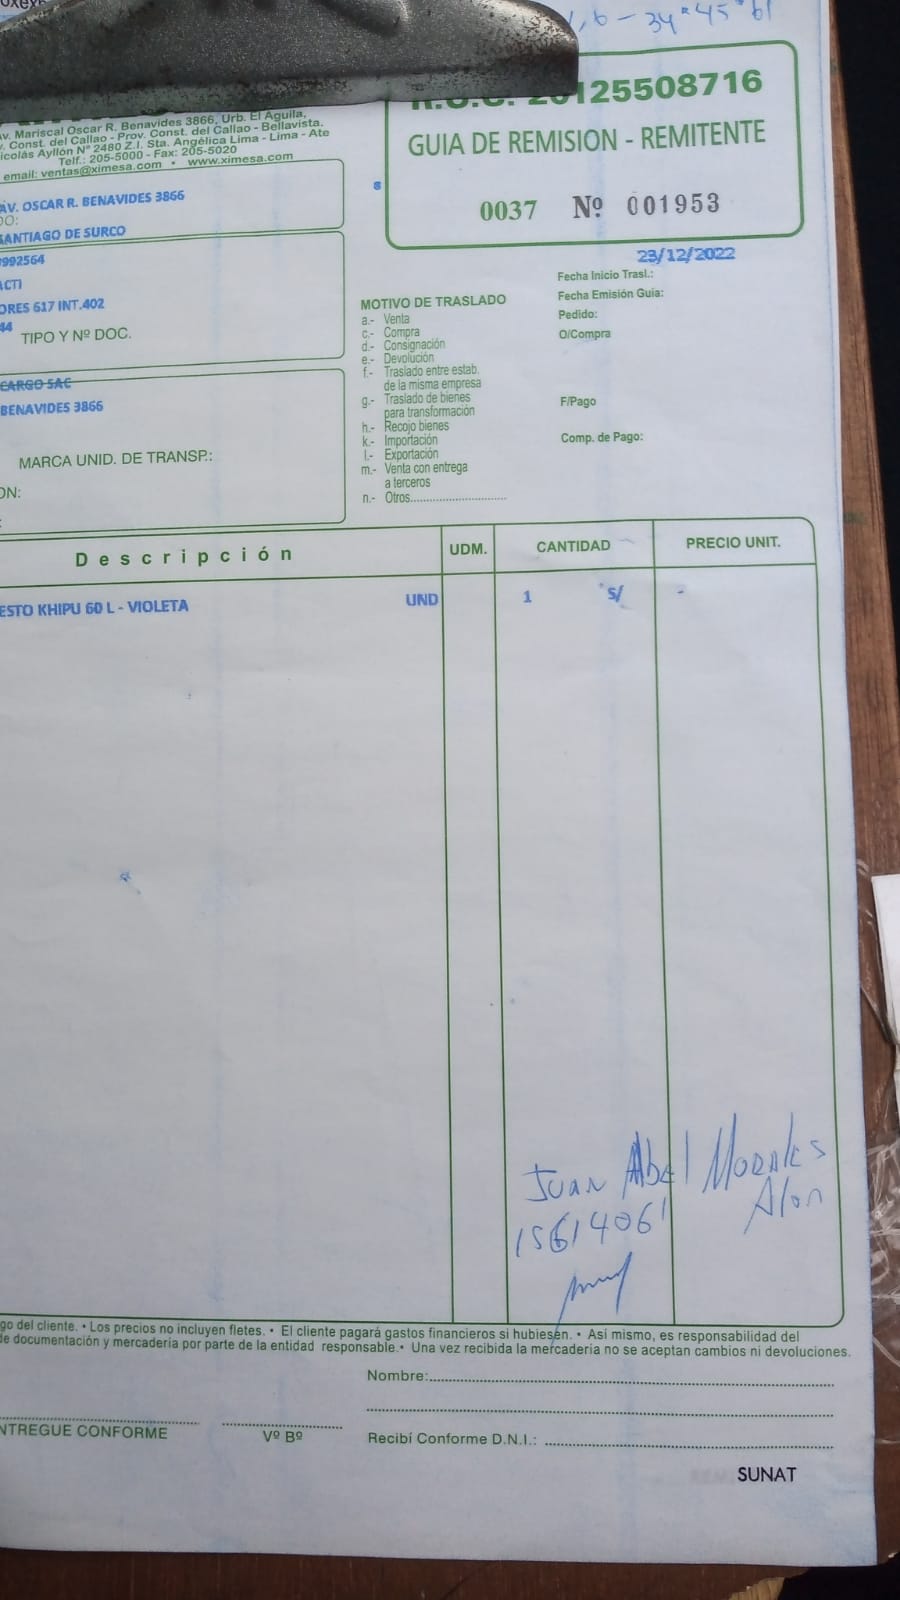 34"45"61
R.U.C. 20125508716
GUIA DE REMISION - REMITENTE
0037 Nº 001953
Av. Mariscal Oscar R. Benavides 3866, Urb. El Aguila,
Const. del Callao - Prov. Const. del Callao - Bellavista.
icolás Ayllón Nº 2480 Z.I. Sta. Angélica Lima - Lima - Ate
Telf.: 205-5000 - Fax: 205-5020
email: ventas@ximesa.com • www.ximesa.com
AV. OSCAR R. BENAVIDES 3866
DO:
SANTIAGO DE SURCO
992564
ACTI
ORES 617 INT.402
44
TIPO Y Nº DOC.
CARGO SAC
BENAVIDES 3866
MARCA UNID. DE TRANSP.:
ON:
23/12/2022
Fecha Inicio Trasl.:
Fecha Emisión Guia:
Pedido:
O/Compra
F/Pago
Comp. de Pago:
MOTIVO DE TRASLADO
a.- Venta
c.- Compra
d.- Consignación
e.- Devolución
f.- Traslado entre estab.
de la misma empresa
g.- Traslado de bienes
para transformación
h.- Recojo bienes
k.- Importación
l.- Exportación
m.- Venta con entrega
a terceros
n.- Otros
Descripción UDM. CANTIDAD PRECIO UNIT.
ESTO KHIPU 60 L - VIOLETA UND 1 S/ -
Juan Abel Morales
Alon
15614061
go del cliente. • Los precios no incluyen fletes. • El cliente pagará gastos financieros si hubiesen. • Así mismo, es responsabilidad del
de documentación y mercadería por parte de la entidad responsable. • Una vez recibida la mercadería no se aceptan cambios ni devoluciones.
Nombre:
NTREGUE CONFORME
Vº Bº
Recibí Conforme D.N.I.:
SUNAT